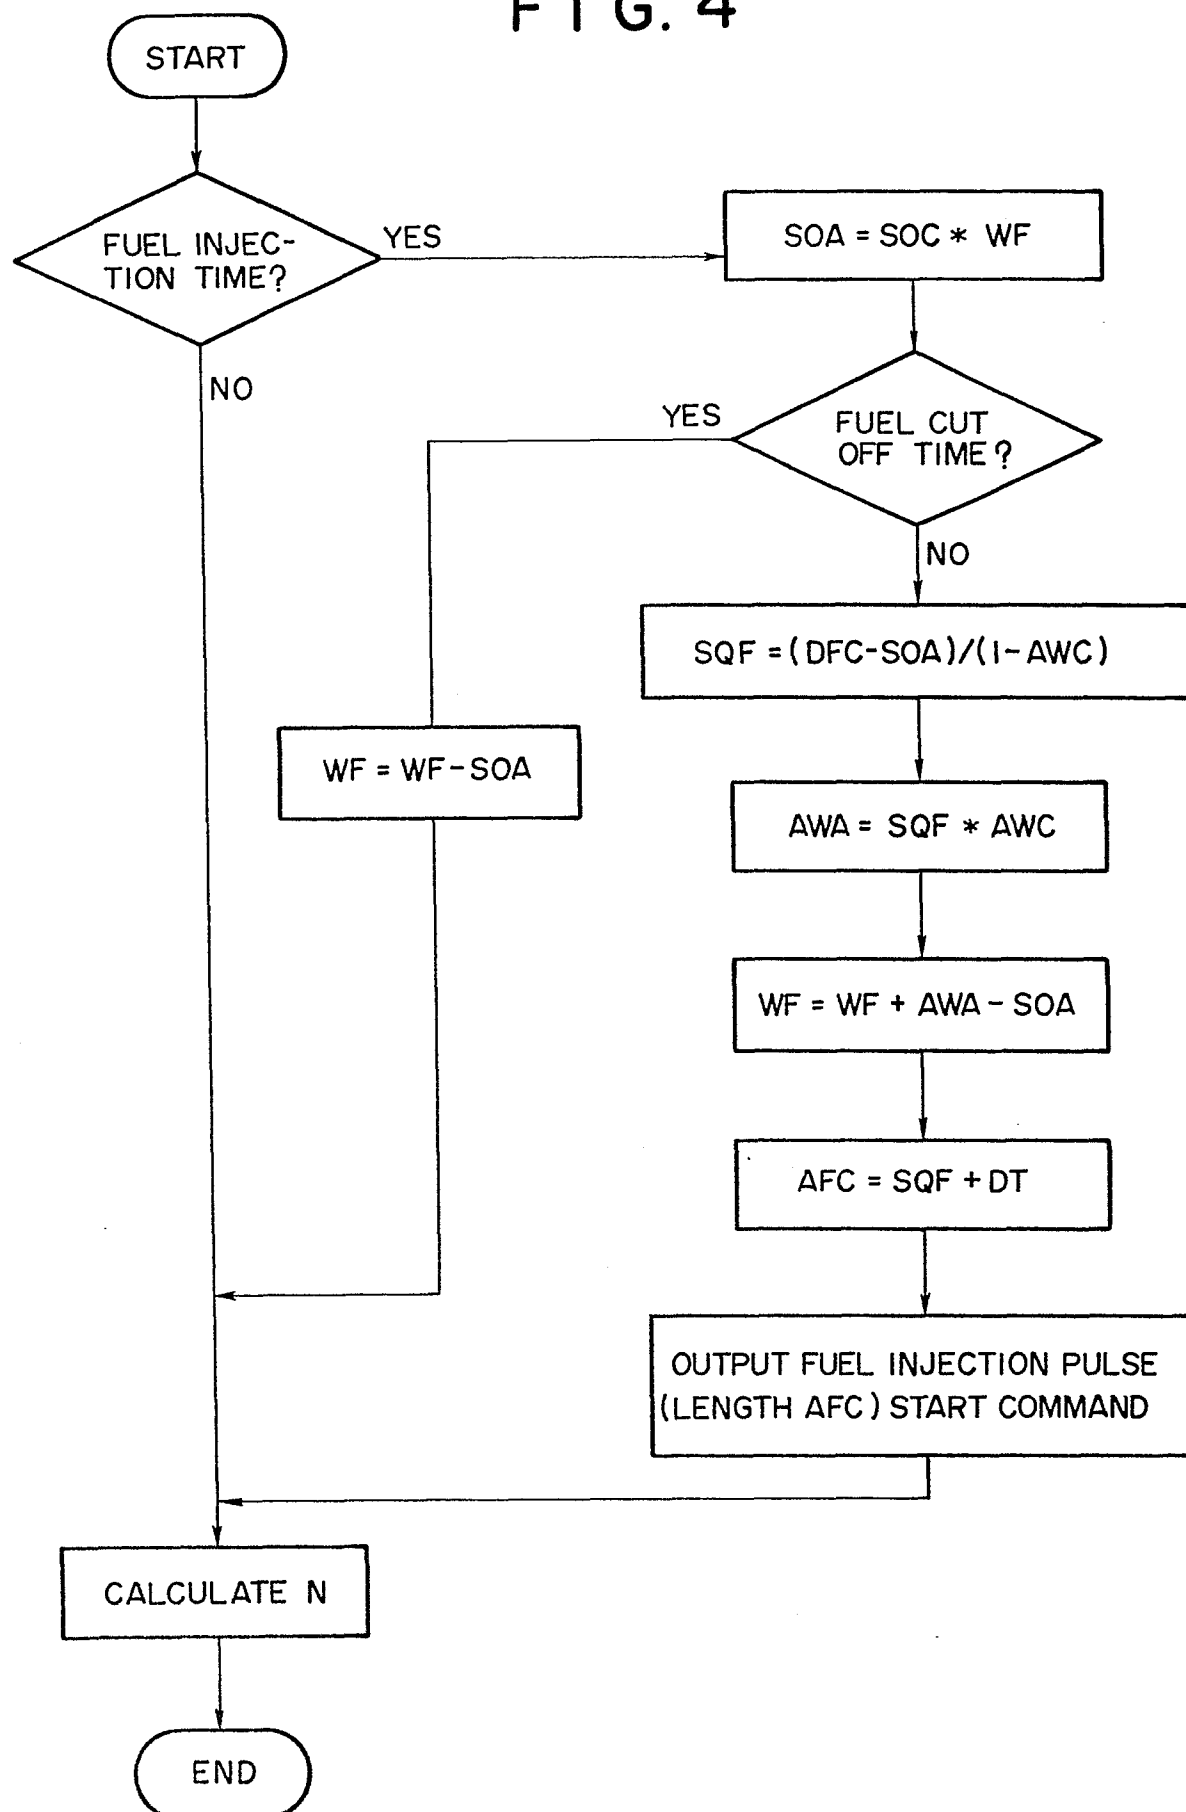 FIG. 4
START
FUEL INJEC-
TION TIME?
YES
NO
SOA = SOC * WF
FUEL CUT
OFF TIME?
YES
NO
SQF = (DFC-SOA)/(1-AWC)
WF = WF-SOA
AWA = SQF * AWC
WF = WF + AWA - SOA
AFC = SQF + DT
OUTPUT FUEL INJECTION PULSE
(LENGTH AFC) START COMMAND
CALCULATE N
END